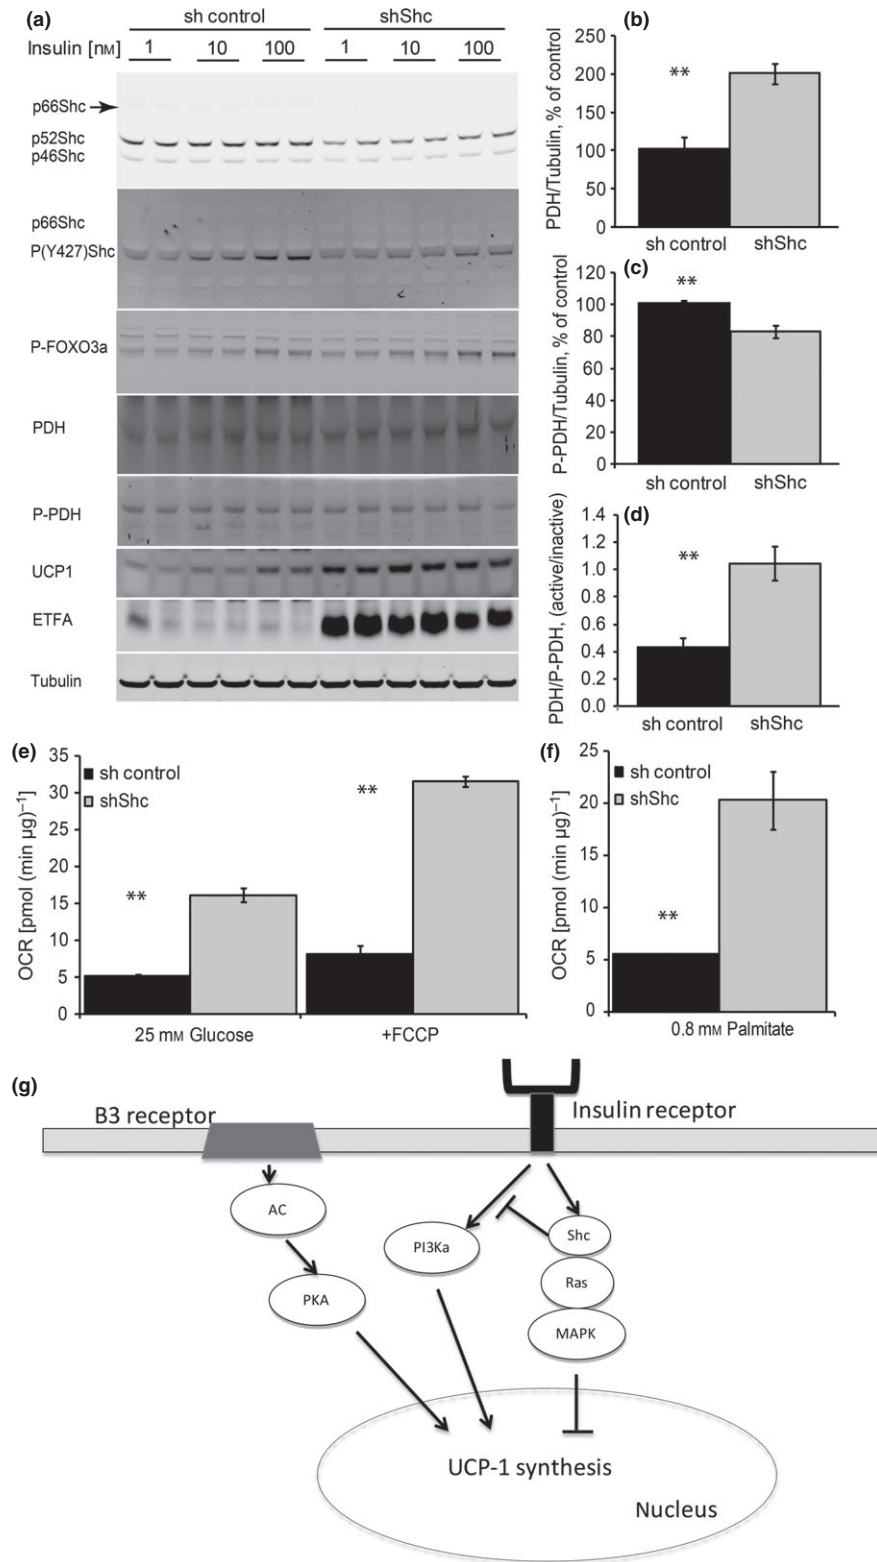 (a)
sh control
shShc
Insulin [nM]
1
10
100
1
10
100
p66Shc
p52Shc
p46Shc
p66Shc
P(Y427)Shc
P-FOXO3a
PDH
P-PDH
UCP1
ETFA
Tubulin
(b)
PDH/Tubulin, % of control
250
200
150
100
50
0
**
sh control
shShc
(c)
P-PDH/Tubulin, % of control
120
100
80
60
40
20
0
**
sh control
shShc
(d)
PDH/P-PDH, (active/inactive)
1.4
1.2
1.0
0.8
0.6
0.4
0.2
0.0
**
sh control
shShc
(e)
OCR [pmol (min µg)–1
35
30
25
20
15
10
5
0
sh control
shShc
**
**
25 mM Glucose
+FCCP
(f)
OCR [pmol (min µg)–1
25
20
15
10
5
0
sh control
shShc
**
0.8 mM Palmitate
(g)
B3 receptor
Insulin receptor
AC
PKA
PI3Ka
Shc
Ras
MAPK
UCP-1 synthesis
Nucleus